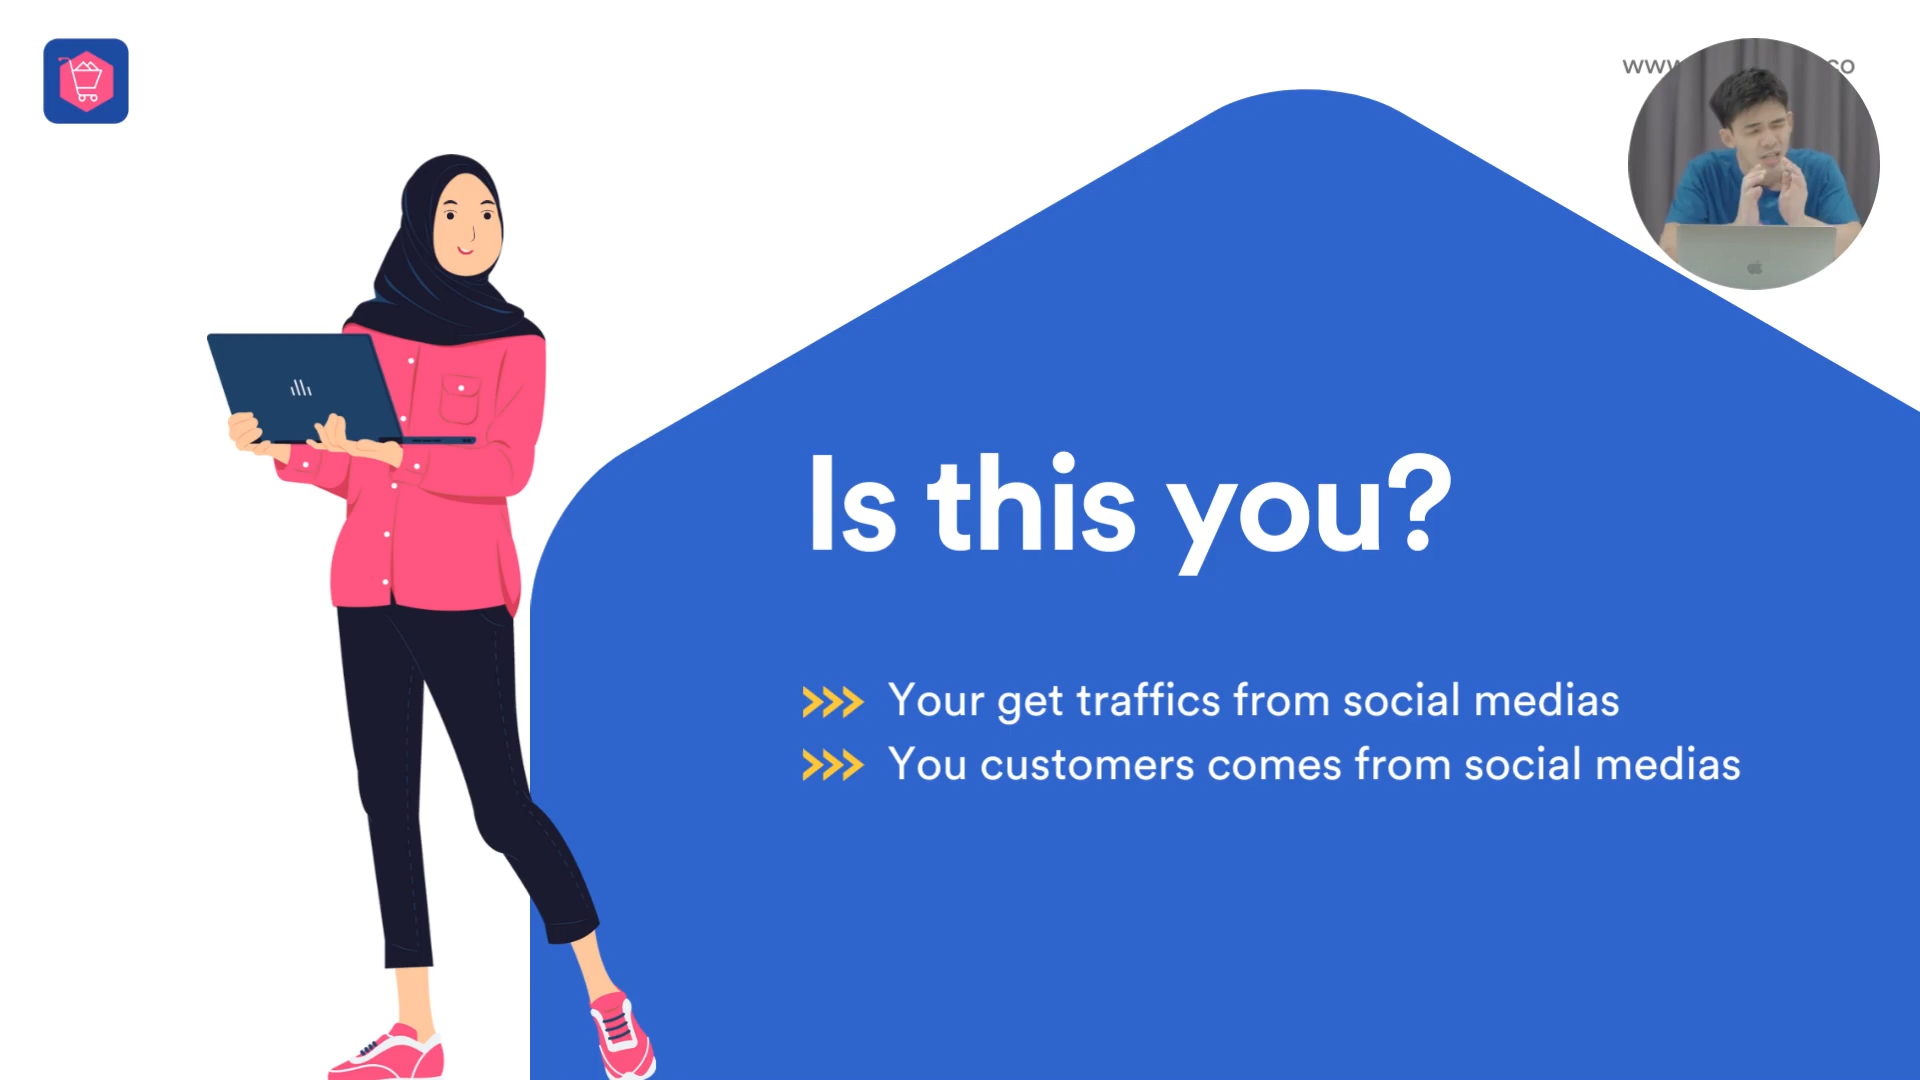 Is this you?
>>> Your get traffics from social medias
>>> You customers comes from social medias